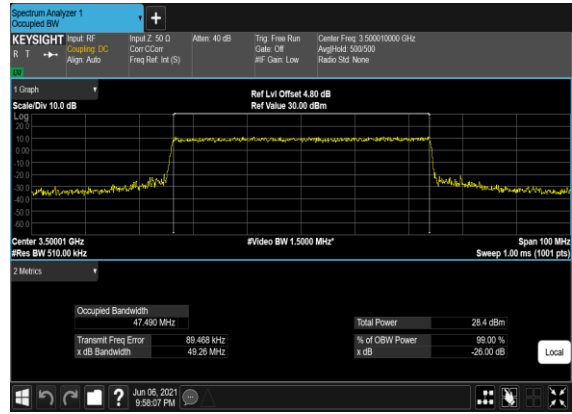 Spectrum Analyzer 1
Occupied BW
+
KEYSIGHT Input: RF Input Z: 50 Ω Atten: 40 dB Trig: Free Run Center Freq: 3.500010000 GHz
R T Coupling: DC Corr CCorr Gate: Off Avg|Hold: 500/500
Align: Auto Freq Ref: Int (S) #IF Gain: Low Radio Std: None
1 Graph
Ref Lvl Offset 4.80 dB
Scale/Div 10.0 dB Ref Value 30.00 dBm
Log
20.0
10.0
0.00
-10.0
-20.0
-30.0
-40.0
-50.0
-60.0
Center 3.50001 GHz #Video BW 1.5000 MHz* Span 100 MHz
#Res BW 510.00 kHz Sweep 1.00 ms (1001 pts)
2 Metrics
Occupied Bandwidth
47.490 MHz Total Power 28.4 dBm
Transmit Freq Error 89.468 kHz % of OBW Power 99.00 %
x dB Bandwidth 49.26 MHz x dB -26.00 dB
Local
? Jun 06, 2021
9:58:07 PM